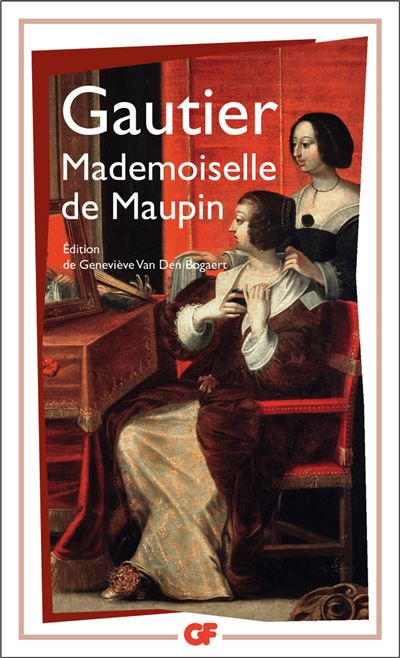 Gautier
Mademoiselle
de Maupin
Édition
de Geneviève Van Den Bogaert
GF